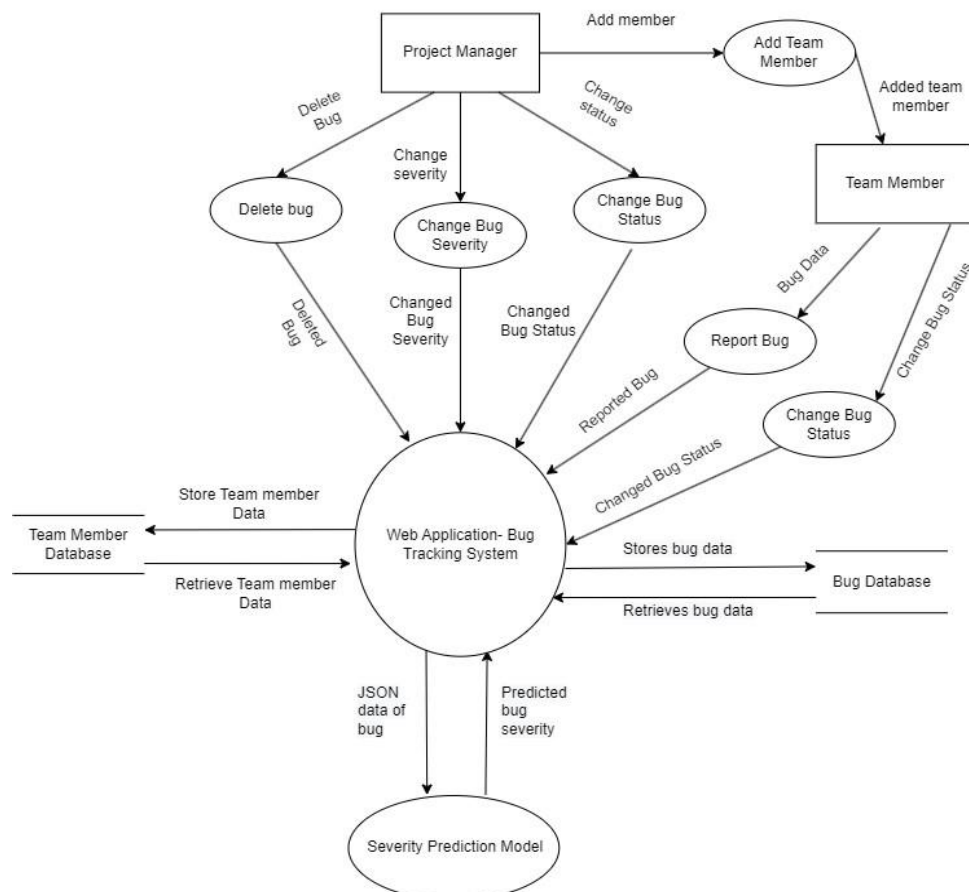 Add member
Project Manager
Add Team
Member
Delete
Bug
Change
status
Added team
member
Change
severity
Team Member
Delete bug
Change Bug
Status
Change Bug
Severity
Bug Data
Change Bug Status
Deleted
Bug
Changed
Bug
Severity
Changed
Bug Status
Report Bug
Reported Bug
Change Bug
Status
Changed Bug Status
Store Team member
Data
Team Member
Database
Web Application- Bug
Tracking System
Stores bug data
Retrieve Team member
Data
Bug Database
Retrieves bug data
JSON
data of
bug
Predicted
bug
severity
Severity Prediction Model